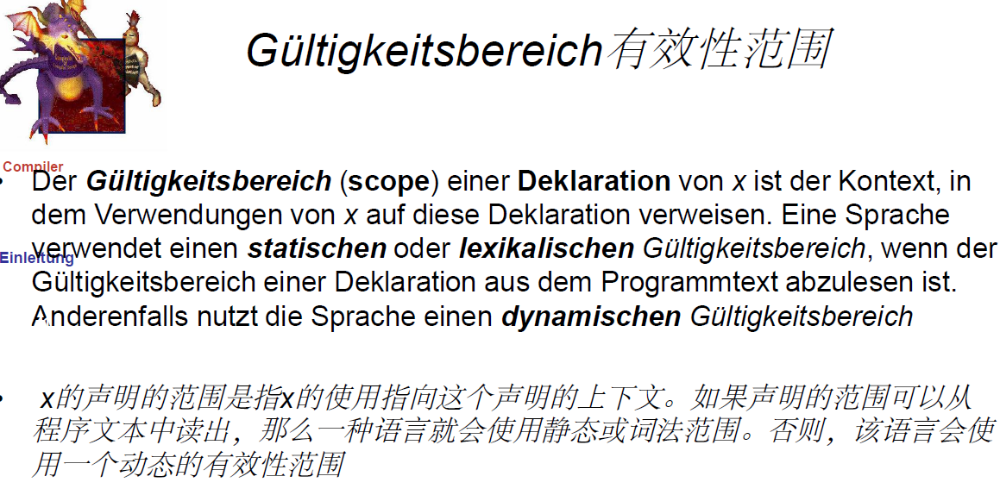 Gültigkeitsbereich有效性范围
Compiler
• Der Gültigkeitsbereich (scope) einer Deklaration von x ist der Kontext, in
dem Verwendungen von x auf diese Deklaration verweisen. Eine Sprache
Einleitung
verwendet einen statischen oder lexikalischen Gültigkeitsbereich, wenn der
Gültigkeitsbereich einer Deklaration aus dem Programmtext abzulesen ist.
Anderenfalls nutzt die Sprache einen dynamischen Gültigkeitsbereich
• x的声明的范围是指x的使用指向这个声明的上下文。如果声明的范围可以从
程序文本中读出，那么一种语言就会使用静态或词法范围。否则，该语言会使
用一个动态的有效性范围